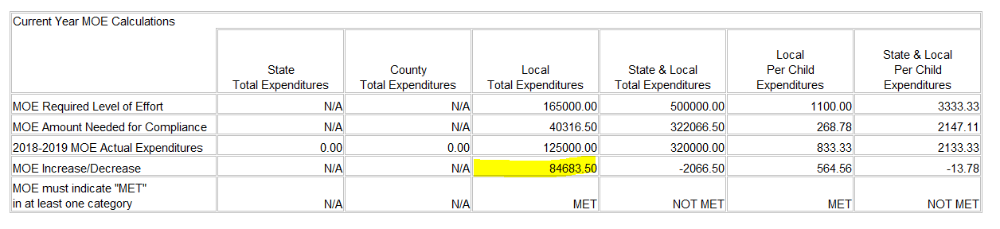 Current Year MOE Calculations
State
Total Expenditures
County
Total Expenditures
Local
Total Expenditures
State & Local
Total Expenditures
Local
Per Child
Expenditures
State & Local
Per Child
Expenditures
MOE Required Level of Effort N/A N/A 165000.00 500000.00 1100.00 3333.33
MOE Amount Needed for Compliance N/A N/A 40316.50 322066.50 268.78 2147.11
2018-2019 MOE Actual Expenditures 0.00 0.00 125000.00 320000.00 833.33 2133.33
MOE Increase/Decrease N/A N/A 84683.50 -2066.50 564.56 -13.78
MOE must indicate "MET"
in at least one category N/A N/A MET NOT MET MET NOT MET